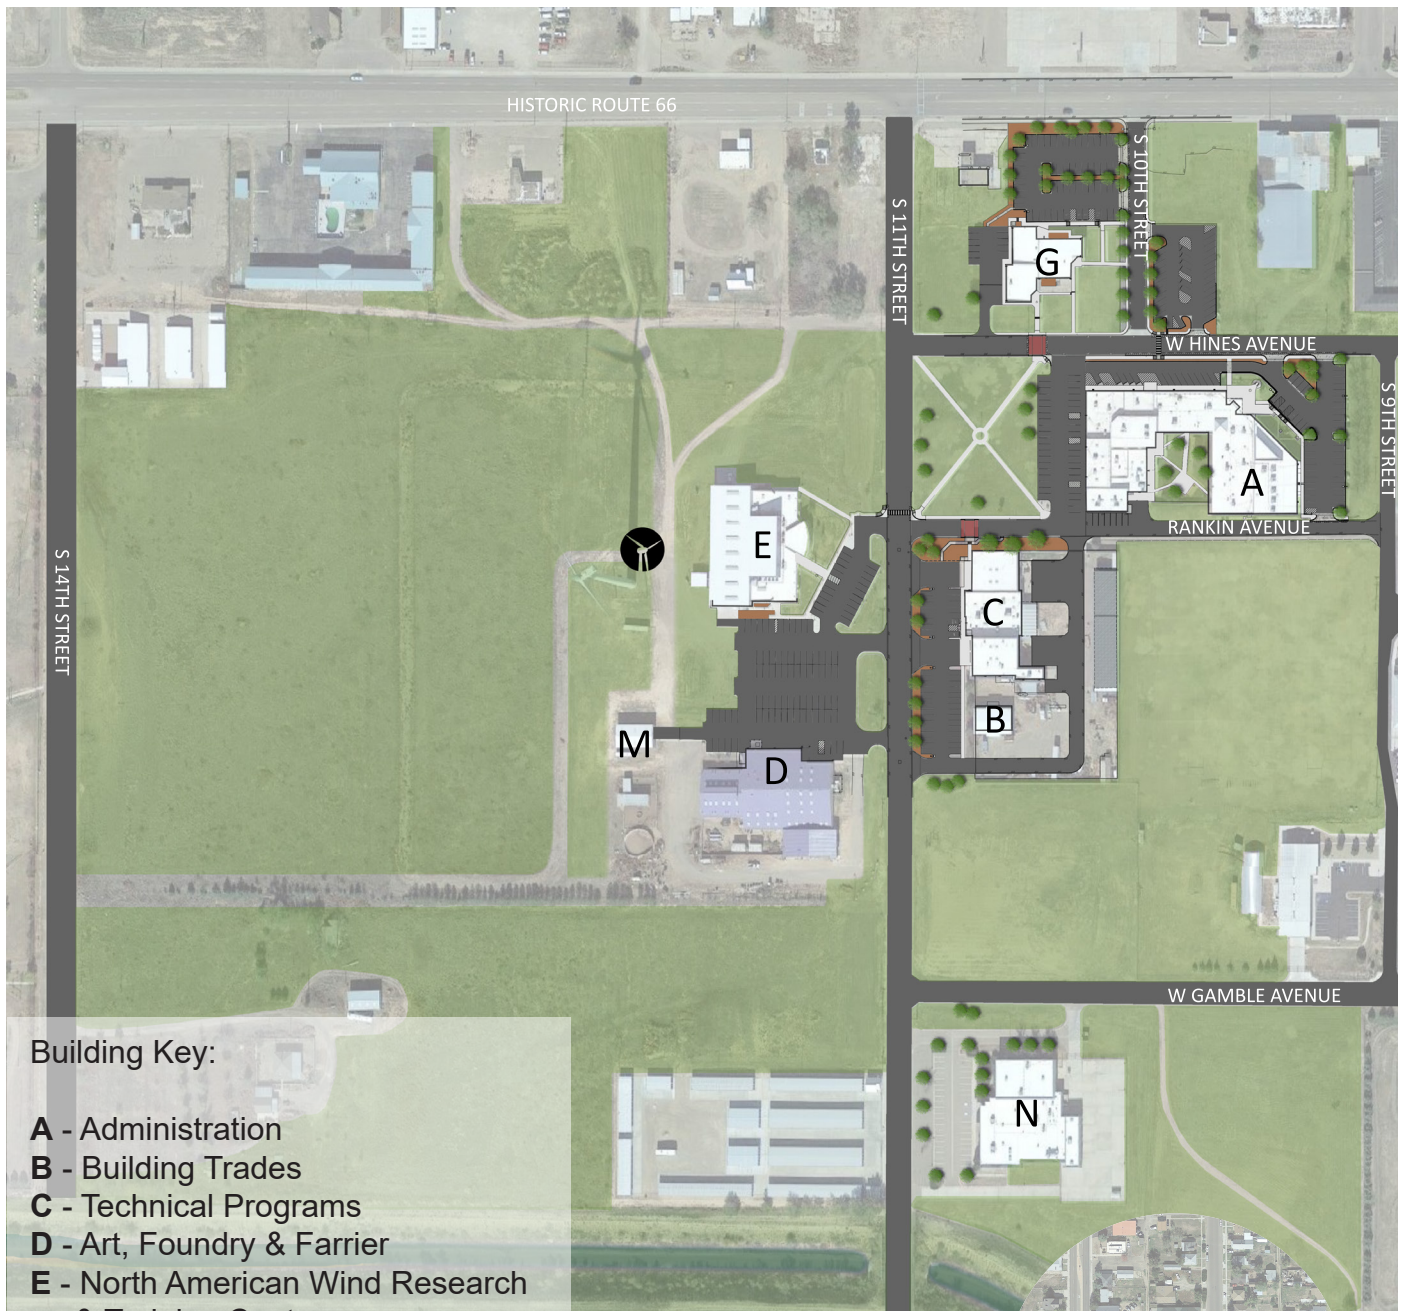 HISTORIC ROUTE 66
S 10TH STREET
S 11TH STREET
G
W HINES AVENUE
S 9TH STREET
A
RANKIN AVENUE
E
S 14TH STREET
C
B
M
D
W GAMBLE AVENUE
N
Building Key:
A - Administration
B - Building Trades
C - Technical Programs
D - Art, Foundry & Farrier
E - North American Wind Research